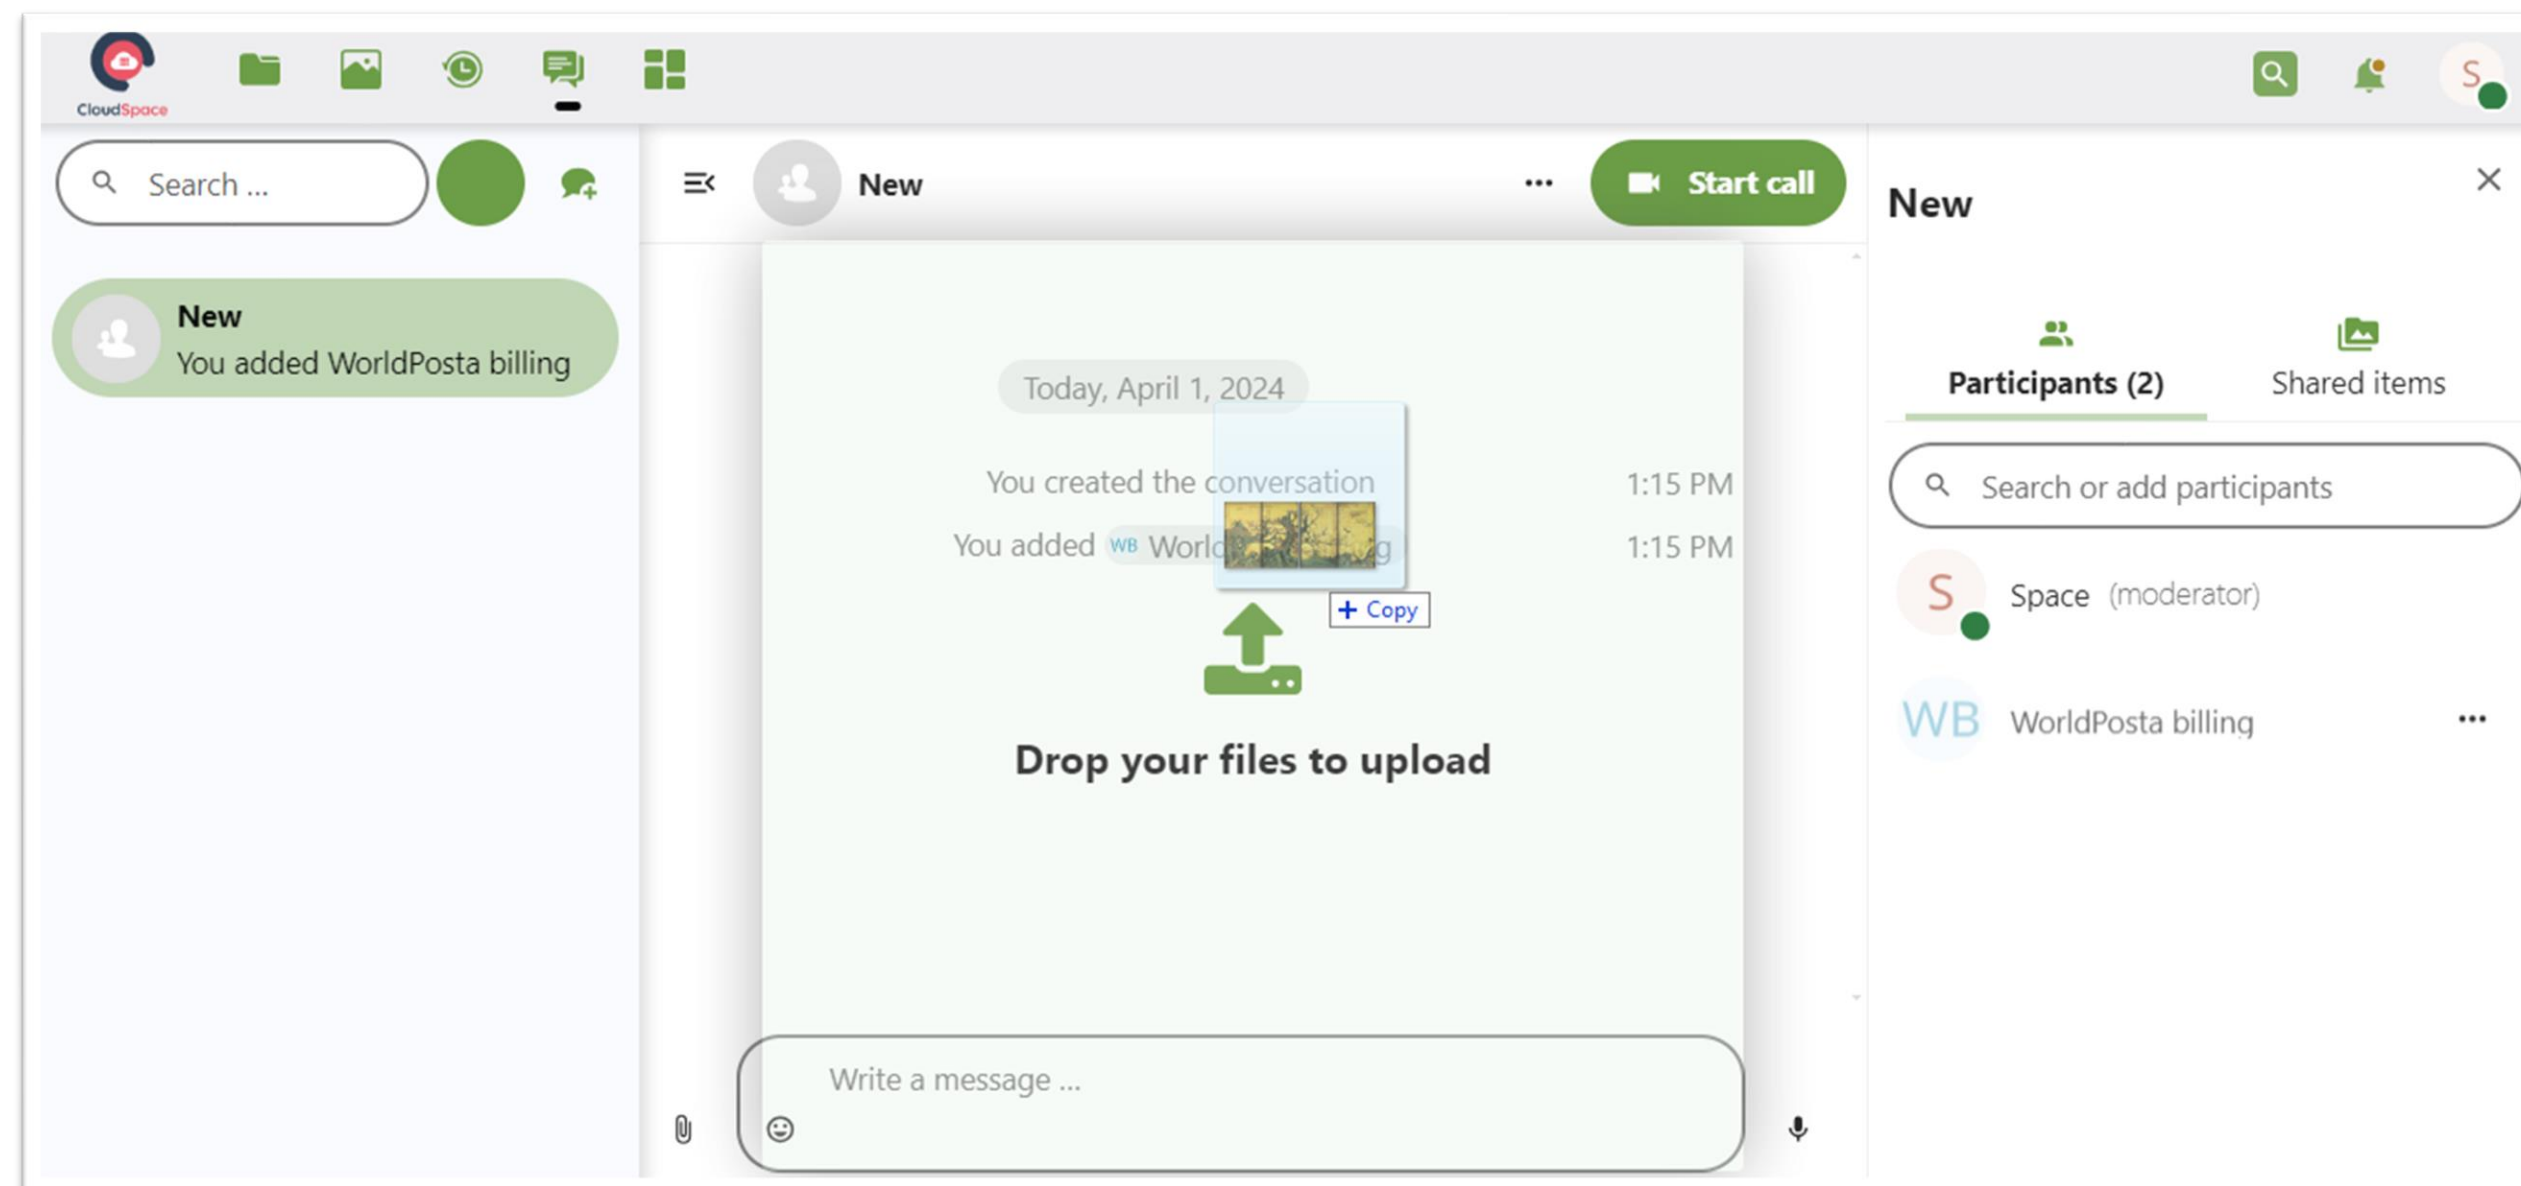 CloudSpace
S
Search ...
New
Start call
New
New
You added WorldPosta billing
Participants (2)
Shared items
Today, April 1, 2024
You created the conversation
1:15 PM
You added WB
1:15 PM
Copy
Drop your files to upload
Write a message ...
Search or add participants
S Space (moderator)
WB WorldPosta billing